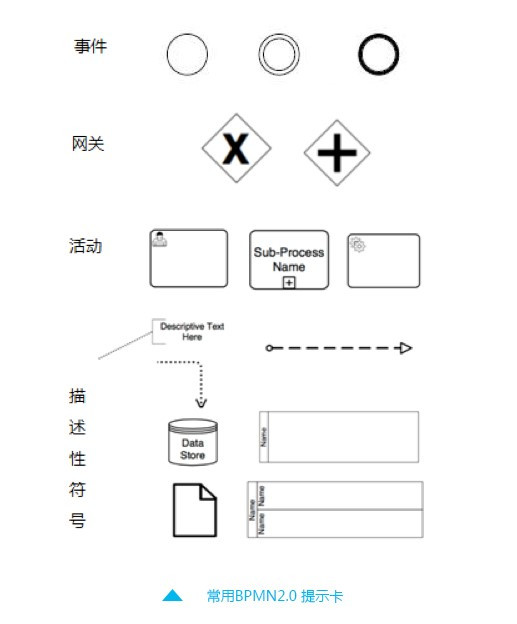 事件
网关
X
活动
Sub-Process
Name
Descriptive Text
Here
描
述
性
符
号
Data
Store
Name
Name
Name
Name
常用BPMN2.0 提示卡